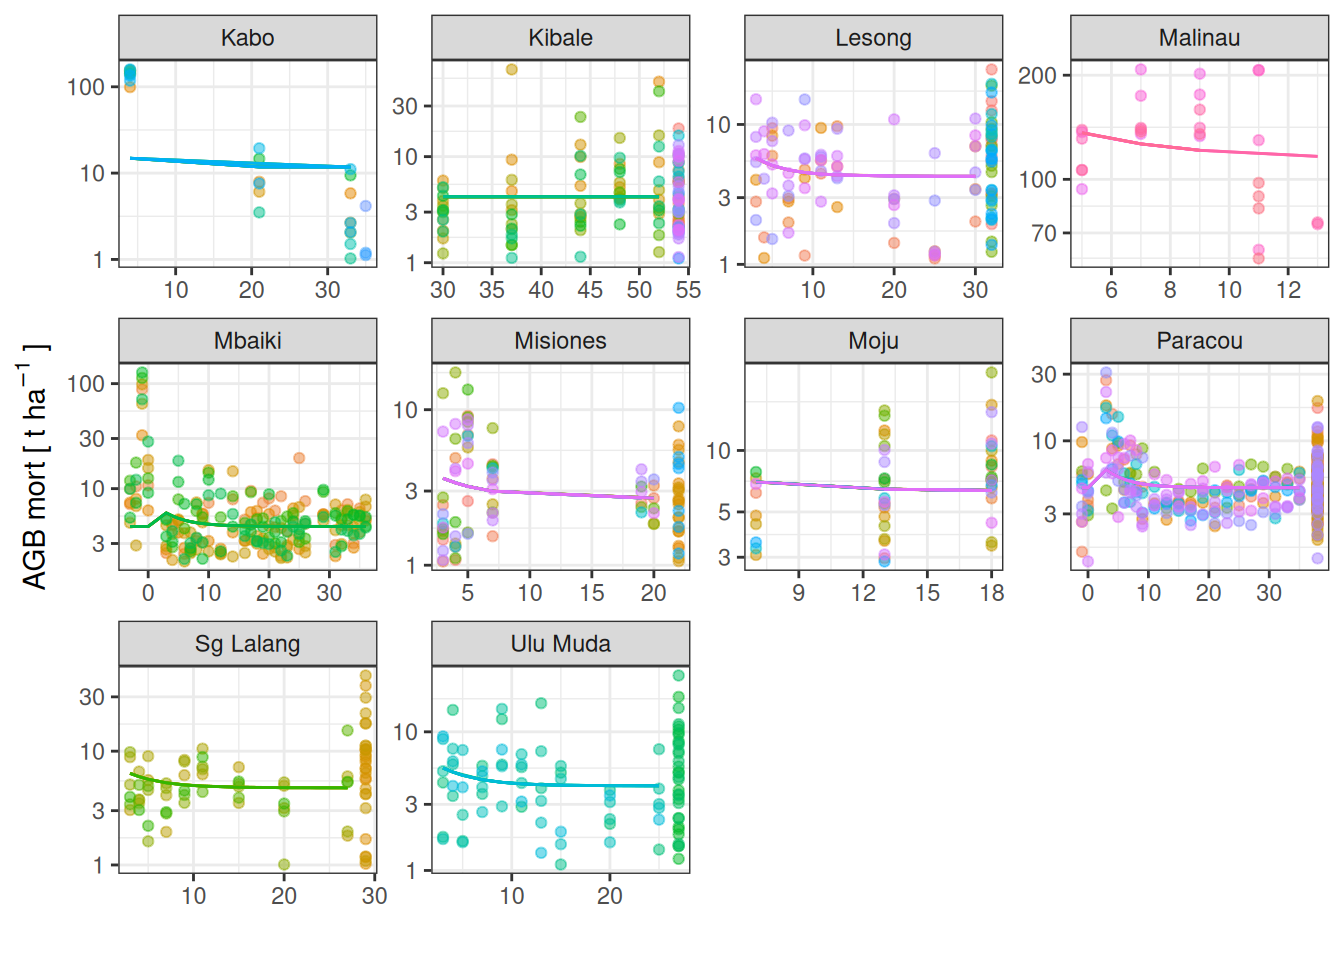 Kabo Kibale Lesong Malinau
100 30 10 200
10 10 3 100
1 3 1 70
1
10 20 30 30 35 40 45 50 55 10 20 30 6 8 10 12
Mbaiki Misiones Moju Paracou
100 10 10 30
30 3 5 10
10 1 3 3
3
0 10 20 30 5 10 15 20 9 12 15 18 0 10 20 30
AGB mort [ t ha⁻¹ ]
Sg Lalang Ulu Muda
30 10
10 3
3 1
1
10 20 30 10 20